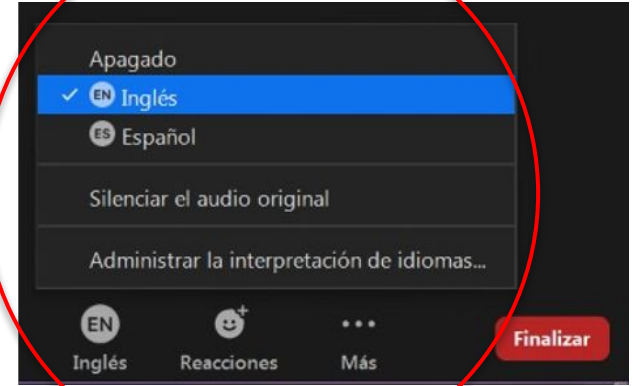 Apagado
EN Inglés
ES Español
Silenciar el audio original
Administrar la interpretación de idiomas...
EN
Inglés Reacciones Más Finalizar